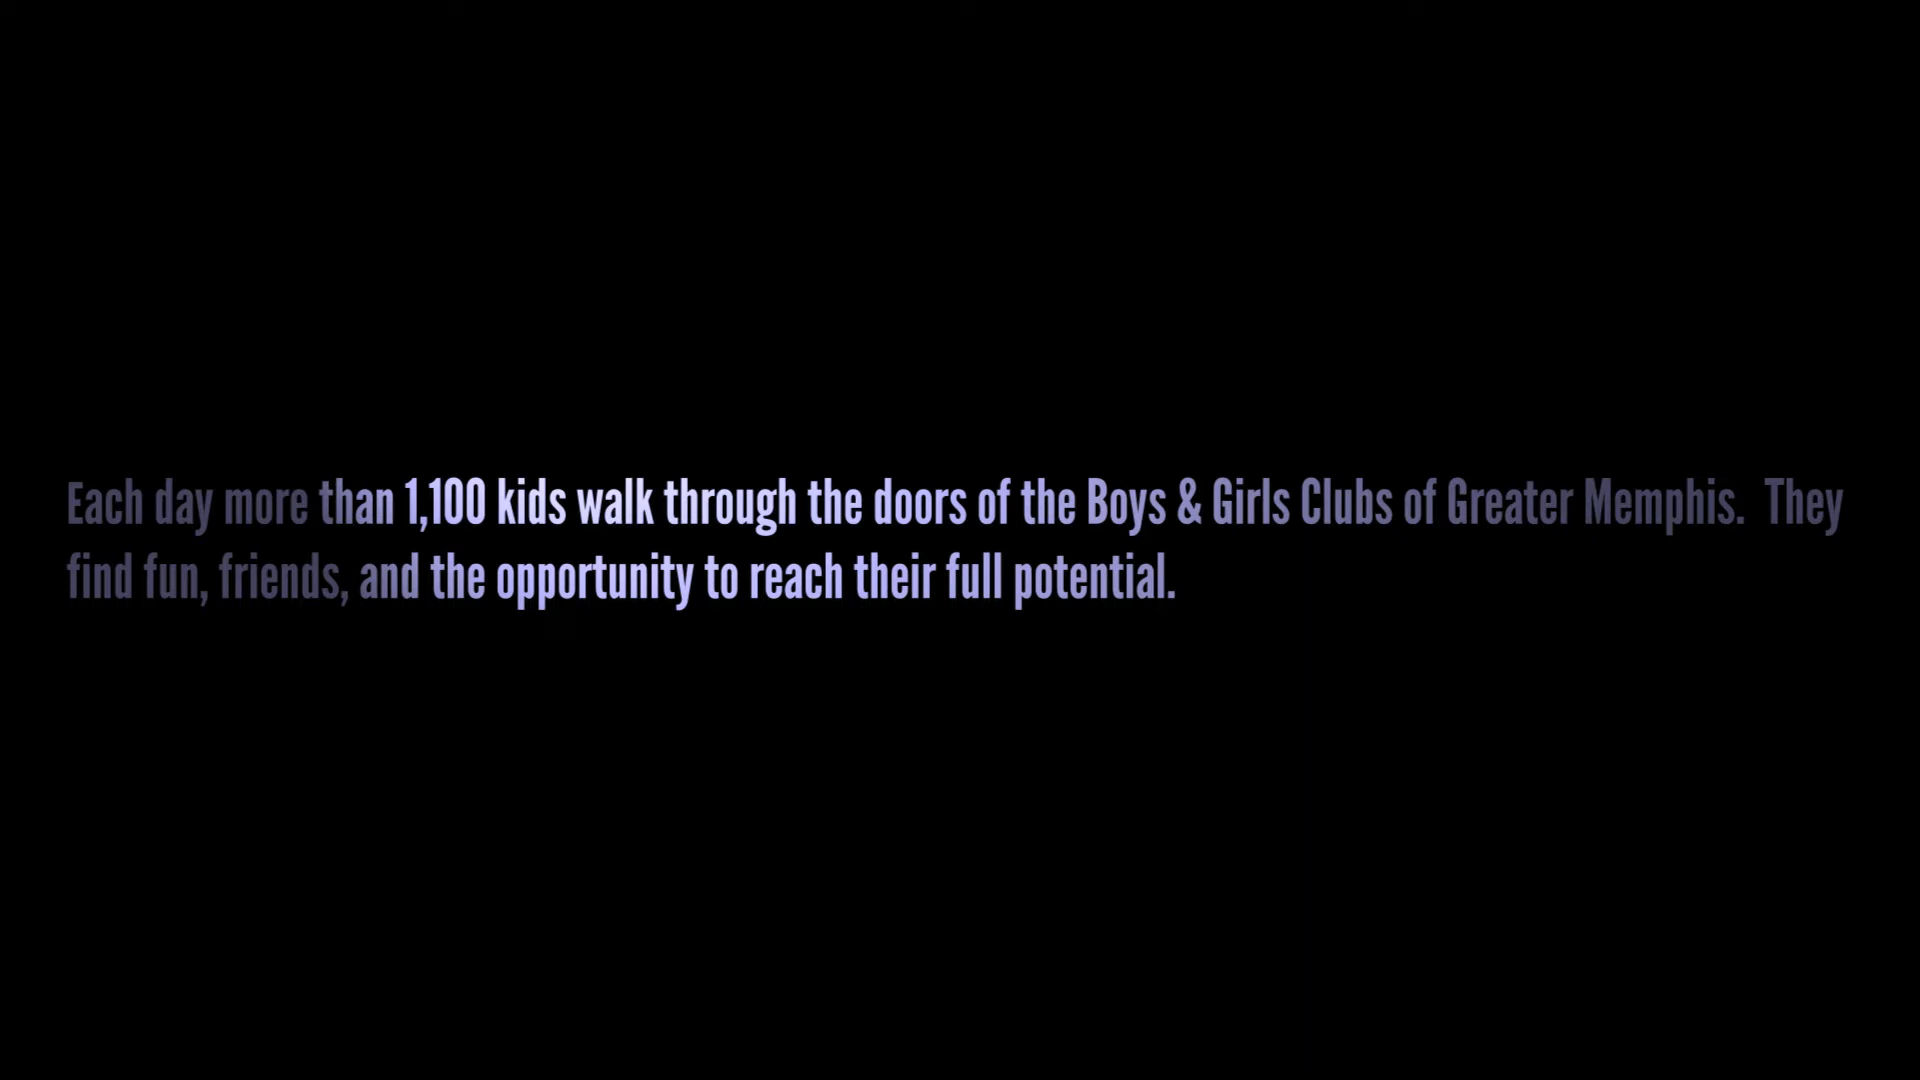 Each day more than 1,100 kids walk through the doors of the Boys & Girls Clubs of Greater Memphis.  They
find fun, friends, and the opportunity to reach their full potential.